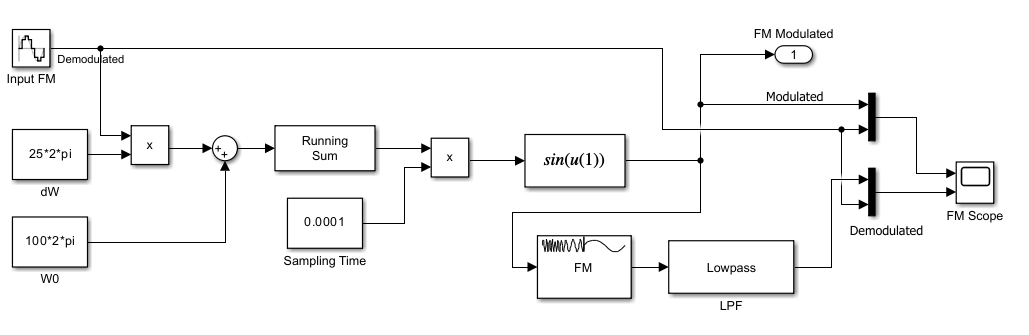 FM Modulated
1
Input FM
Demodulated
Modulated
25*2*pi
dW
x
+
+
Running
Sum
x
sin(u(1))
100*2*pi
W0
0.0001
Sampling Time
FM
Lowpass
LPF
Demodulated
FM Scope